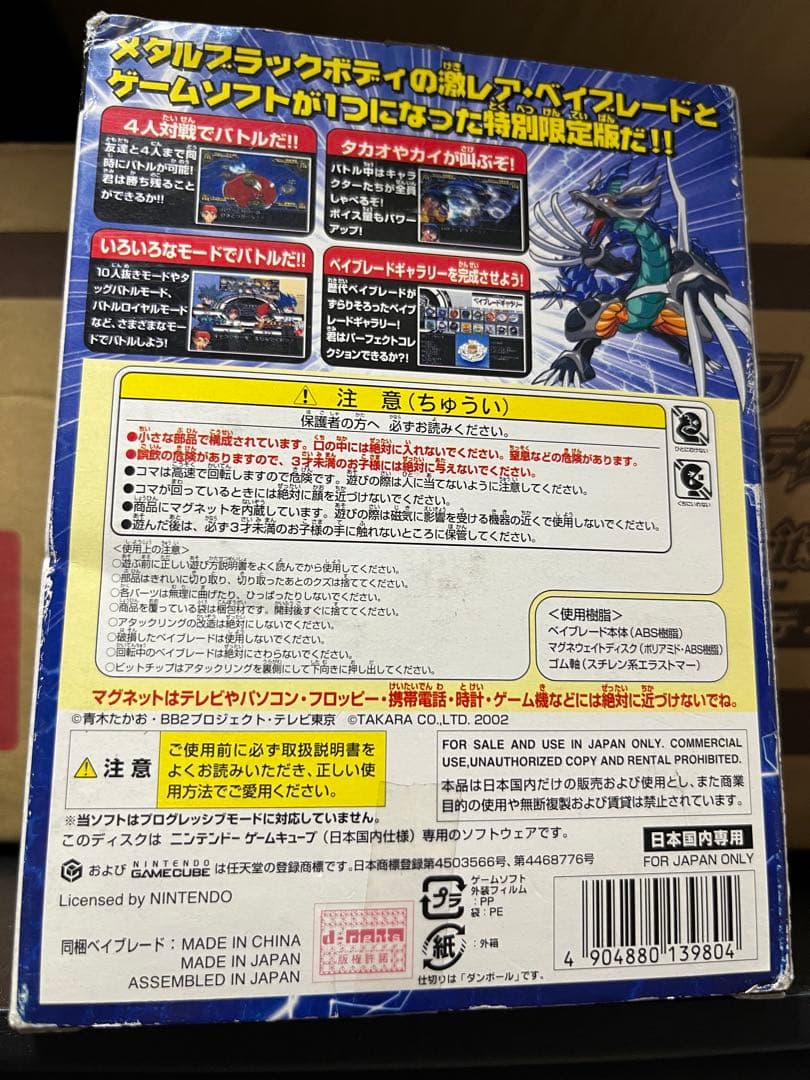 メタルブラックボディの激レア・ベイブレードと
ゲームソフトが1つになった特別限定版だ!!
4人対戦でバトルだ!!
友達と4人まで同
時にバトルが可能!
君は勝ち残ること
ができるか!!
タカオやカイが叫ぶぞ!
バトル中はキャラ
クターたちが全員
しゃべるぞ!
ボイス量もパワー
アップ!
いろいろなモードでバトルだ!!
10人抜きモードやタ
ッグバトルモード、
バトルロイヤルモード
など、さまざまなモー
ドでバトルしよう!
ベイブレードギャラリーを完成させよう!
歴代ベイブレードが
ずらりそろったベイブ
レードギャラリー!
君はパーフェクトコレ
クションできるか?!
ベイブレードギャラリー
⚠ 注 意(ちゅうい)
保護者の方へ 必ずお読みください。
●小さな部品で構成されています。口の中には絶対に入れないでください。窒息などの危険があります。
●誤飲の危険がありますので、3才未満のお子様には絶対に与えないでください。
●コマは高速で回転しますので危険です。遊びの際は人に当てないように注意してください。
●コマが回っているときには絶対に顔を近づけないでください。
●商品にマグネットを内蔵しています。遊びの際は磁気に影響を受ける機器の近くで使用しないでください。
●遊んだ後は、必ず3才未満のお子様の手に触れないところに保管してください。
ひとにむけない
くちにいれない
<使用上の注意>
○遊ぶ前に正しい遊び方説明書をよく読んでから使用してください。
○部品はきれいに切り取り、切り取ったあとのクズは捨ててください。
○各パーツは無理に曲げたり、ひっぱったりしないでください。
○商品を覆っている袋は梱包材です。開封後すぐに捨ててください。
○アタックリングの改造は絶対にしないでください。
○破損したベイブレードは使用しないでください。
○回転中のベイブレードは絶対にさわらないでください。
○ビットチップはアタックリングを裏側にして下向きに押し出してください。
<使用樹脂>
ベイブレード本体(ABS樹脂)
マグネウェイトディスク(ポリアミド・ABS樹脂)
ゴム軸(スチレン系エラストマー)
マグネットはテレビやパソコン・フロッピー・携帯電話・時計・ゲーム機などには絶対に近づけないでね。
©青木たかお・BB2プロジェクト・テレビ東京 ©TAKARA CO.,LTD. 2002
⚠注意
ご使用前に必ず取扱説明書を
よくお読みいただき、正しい使
用方法でご愛用ください。
FOR SALE AND USE IN JAPAN ONLY. COMMERCIAL
USE,UNAUTHORIZED COPY AND RENTAL PROHIBITED.
本品は日本国内だけの販売および使用とし、また商業
目的の使用や無断複製および賃貸は禁止されています。
※当ソフトはプログレッシブモードに対応していません。
このディスクは ニンテンドー ゲームキューブ (日本国内仕様) 専用のソフトウェアです。
日本国内専用
FOR JAPAN ONLY
および NINTENDO GAMECUBE は任天堂の登録商標です。日本商標登録第4503566号、第4468776号
Licensed by NINTENDO
同梱ベイブレード : MADE IN CHINA
MADE IN JAPAN
ASSEMBLED IN JAPAN
d-rights
版権許諾
プラ
ゲームソフト
外装フィルム
:PP
袋:PE
紙
:外箱
仕切りは「ダンボール」です。
4 904880 139804